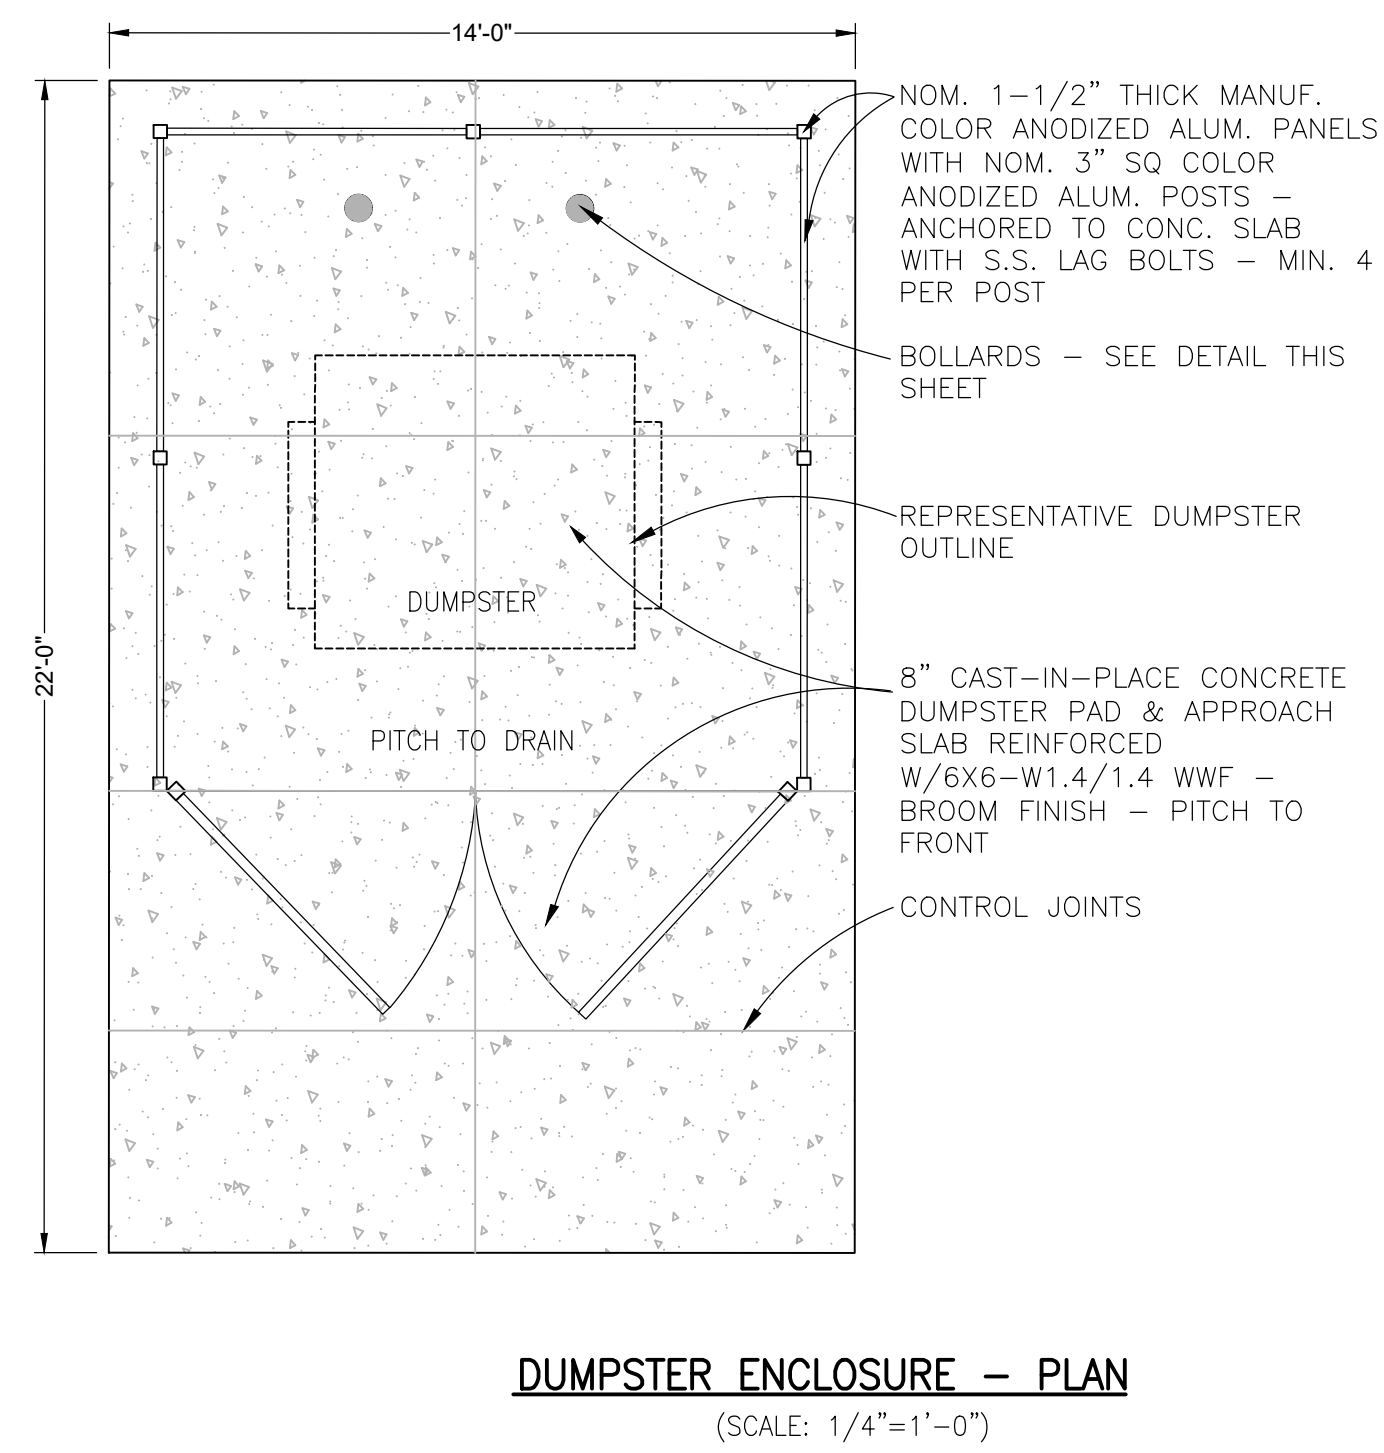 14'-0"
NOM. 1-1/2" THICK MANUF.
COLOR ANODIZED ALUM. PANELS
WITH NOM. 3" SQ COLOR
ANODIZED ALUM. POSTS -
ANCHORED TO CONC. SLAB
WITH S.S. LAG BOLTS - MIN. 4
PER POST
BOLLARDS - SEE DETAIL THIS
SHEET
REPRESENTATIVE DUMPSTER
OUTLINE
DUMPSTER
22'-0"
8" CAST-IN-PLACE CONCRETE
DUMPSTER PAD & APPROACH
SLAB REINFORCED
W/6X6-W1.4/1.4 WWF -
BROOM FINISH - PITCH TO
FRONT
PITCH TO DRAIN
CONTROL JOINTS
DUMPSTER ENCLOSURE - PLAN
(SCALE: 1/4"=1'-0")